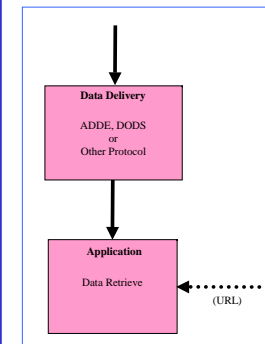 Data Delivery
ADDE, DODS
or
Other Protocol
Application
Data Retrieve
(URL)